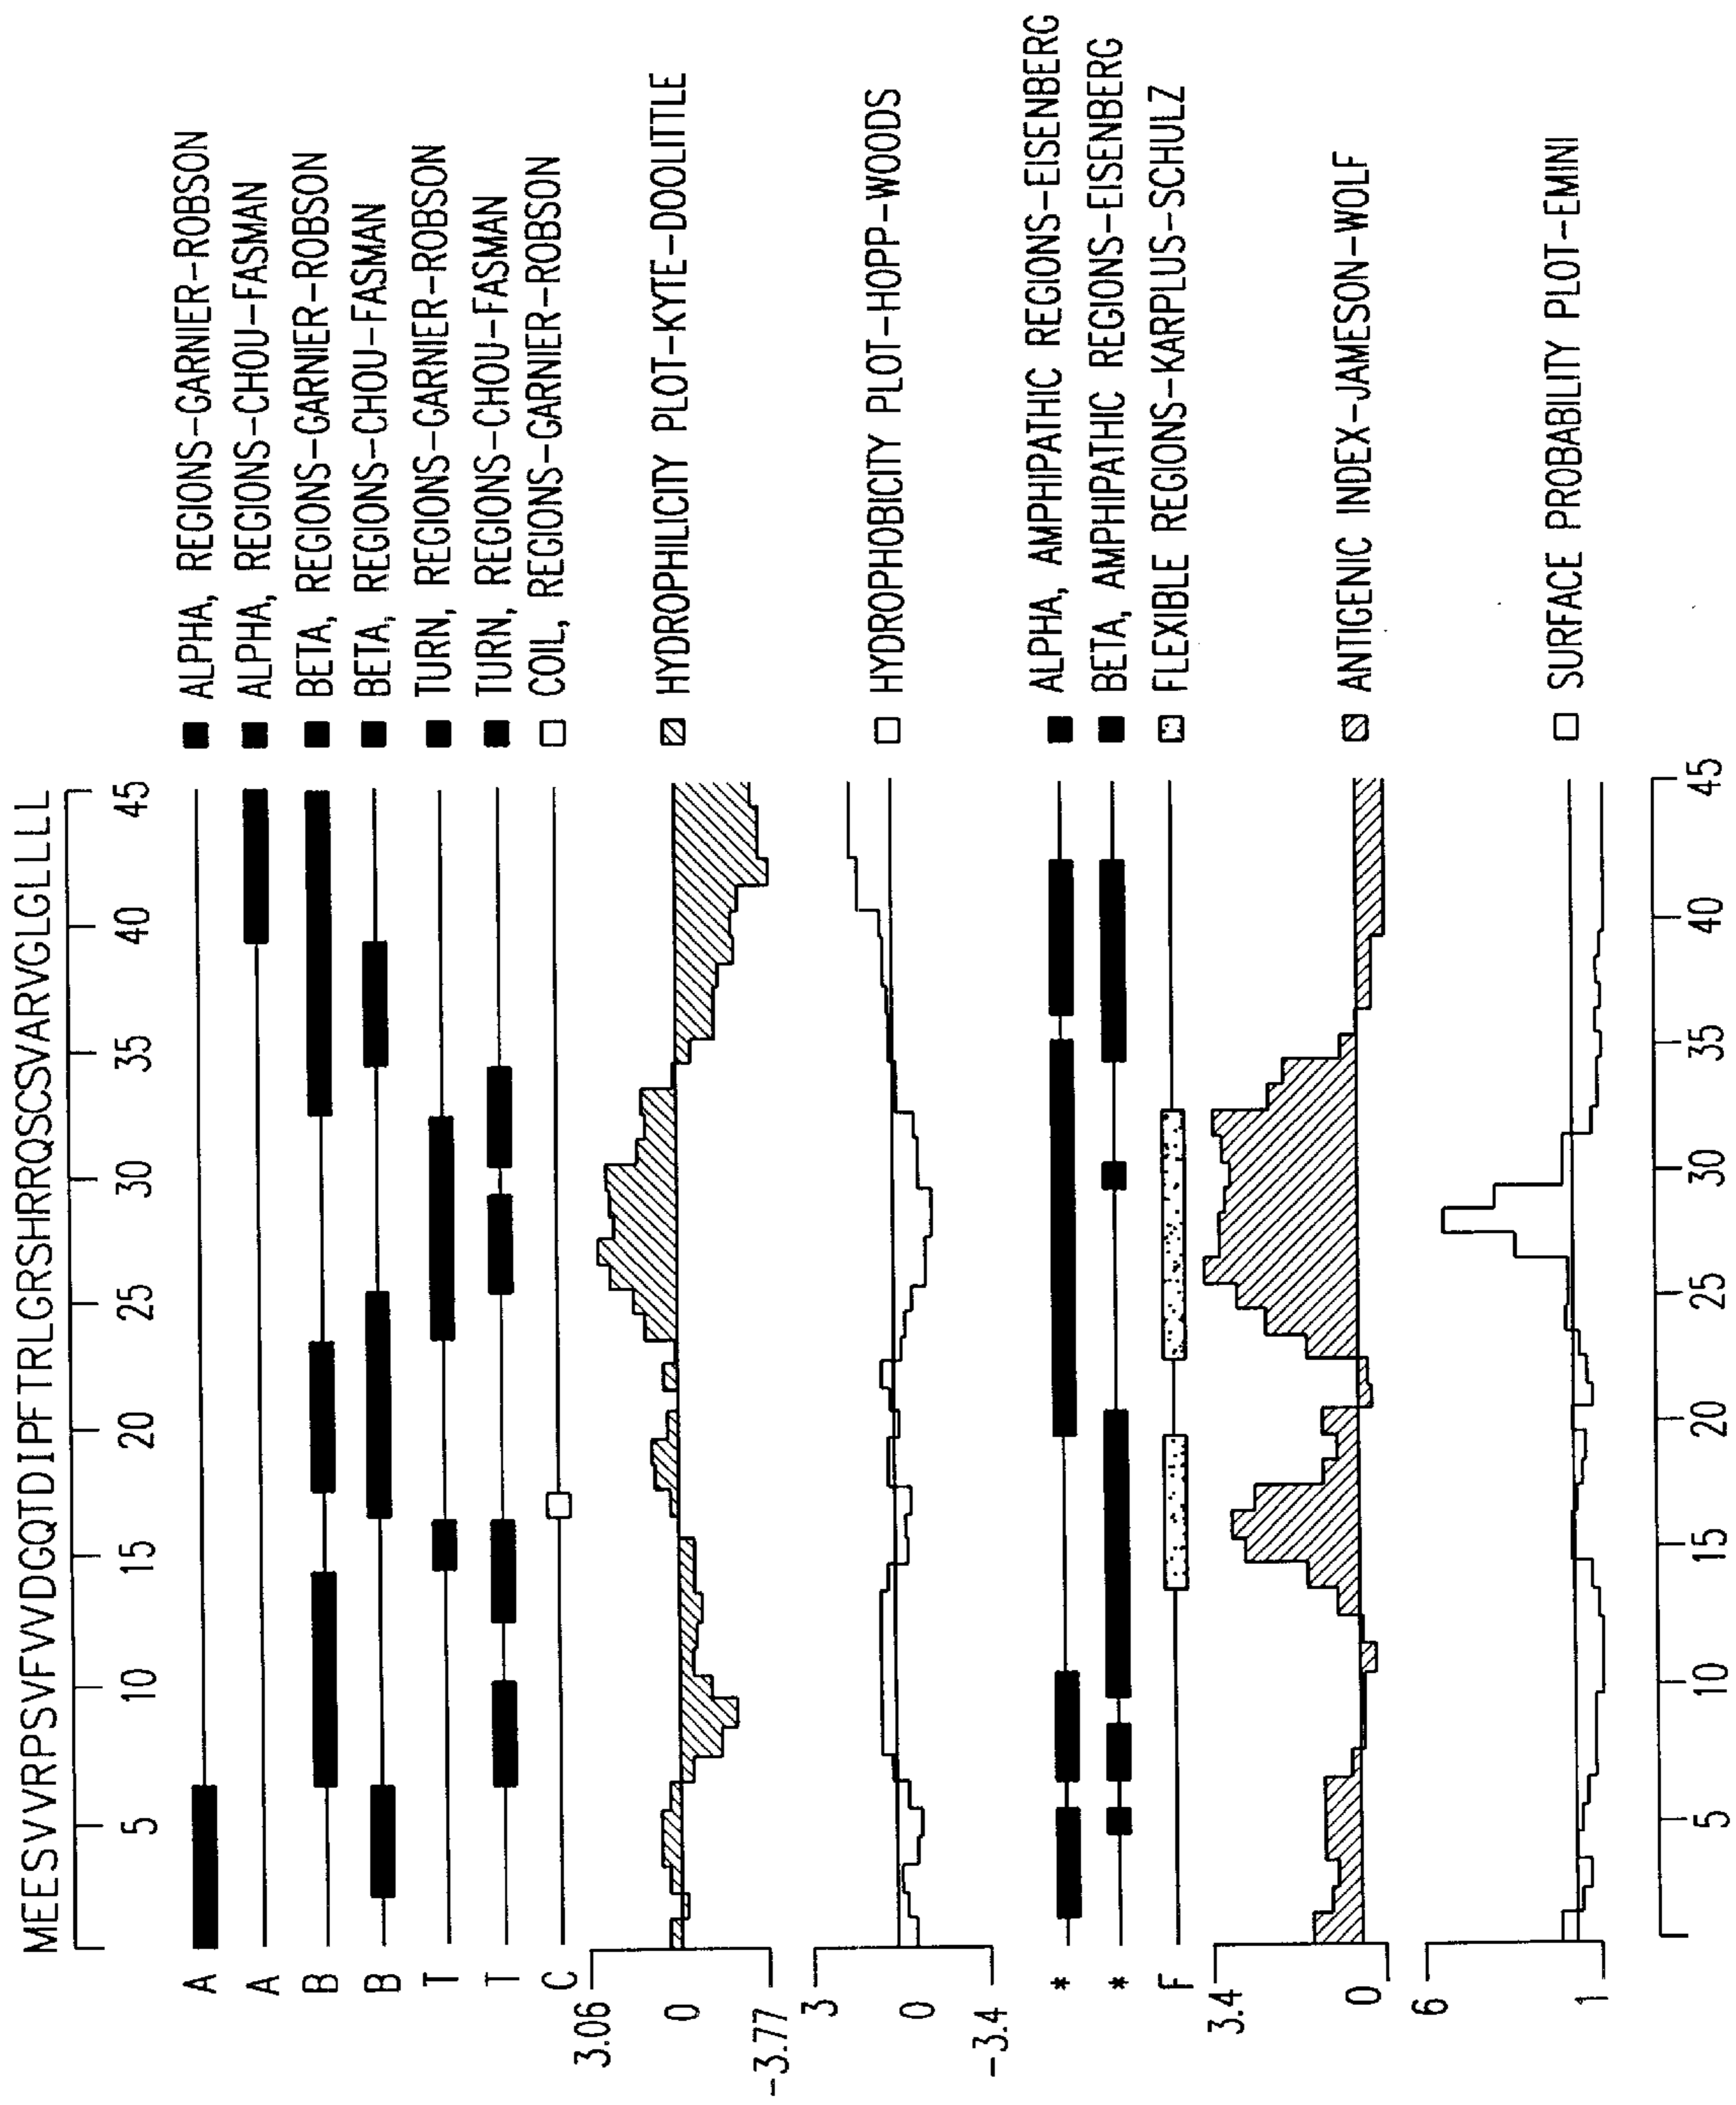 MEESVVRPSVFVVDGQTDIPFTRLGRSHRRQSCSVARVGLGLLLL
5 10 15 20 25 30 35 40 45
A ALPHA, REGIONS-GARNIER-ROBSON
A ALPHA, REGIONS-CHOU-FASMAN
B BETA, REGIONS-GARNIER-ROBSON
B BETA, REGIONS-CHOU-FASMAN
T TURN, REGIONS-GARNIER-ROBSON
T TURN, REGIONS-CHOU-FASMAN
C COIL, REGIONS-GARNIER-ROBSON
3.06
0 HYDROPHILICITY PLOT-KYTE-DOOLITTLE
-3.77
3
0 HYDROPHOBICITY PLOT-HOPP-WOODS
-3.4
* ALPHA, AMPHIPATHIC REGIONS-EISENBERG
* BETA, AMPHIPATHIC REGIONS-EISENBERG
F FLEXIBLE REGIONS-KARPLUS-SCHULZ
3.4
0 ANTIGENIC INDEX-JAMESON-WOLF
6
SURFACE PROBABILITY PLOT-EMINI
1
5 10 15 20 25 30 35 40 45